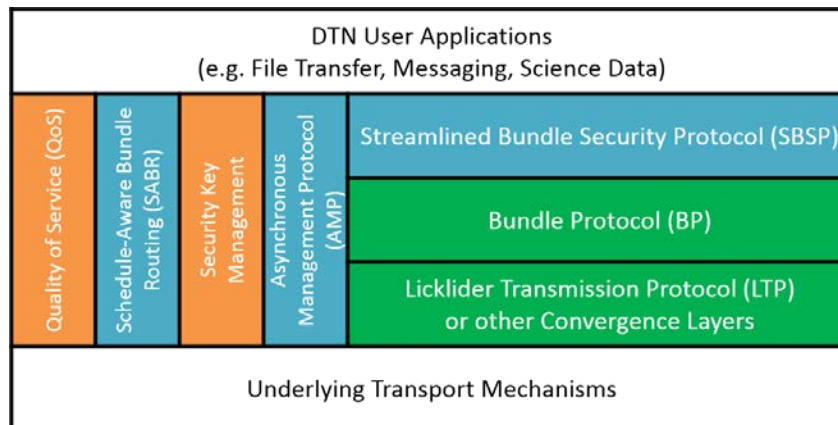 DTN User Applications
(e.g. File Transfer, Messaging, Science Data)
Quality of Service (QoS)
Schedule-Aware Bundle
Routing (SABR)
Security Key
Management
Asynchronous
Management Protocol
(AMP)
Streamlined Bundle Security Protocol (SBSP)
Bundle Protocol (BP)
Licklider Transmission Protocol (LTP)
or other Convergence Layers
Underlying Transport Mechanisms